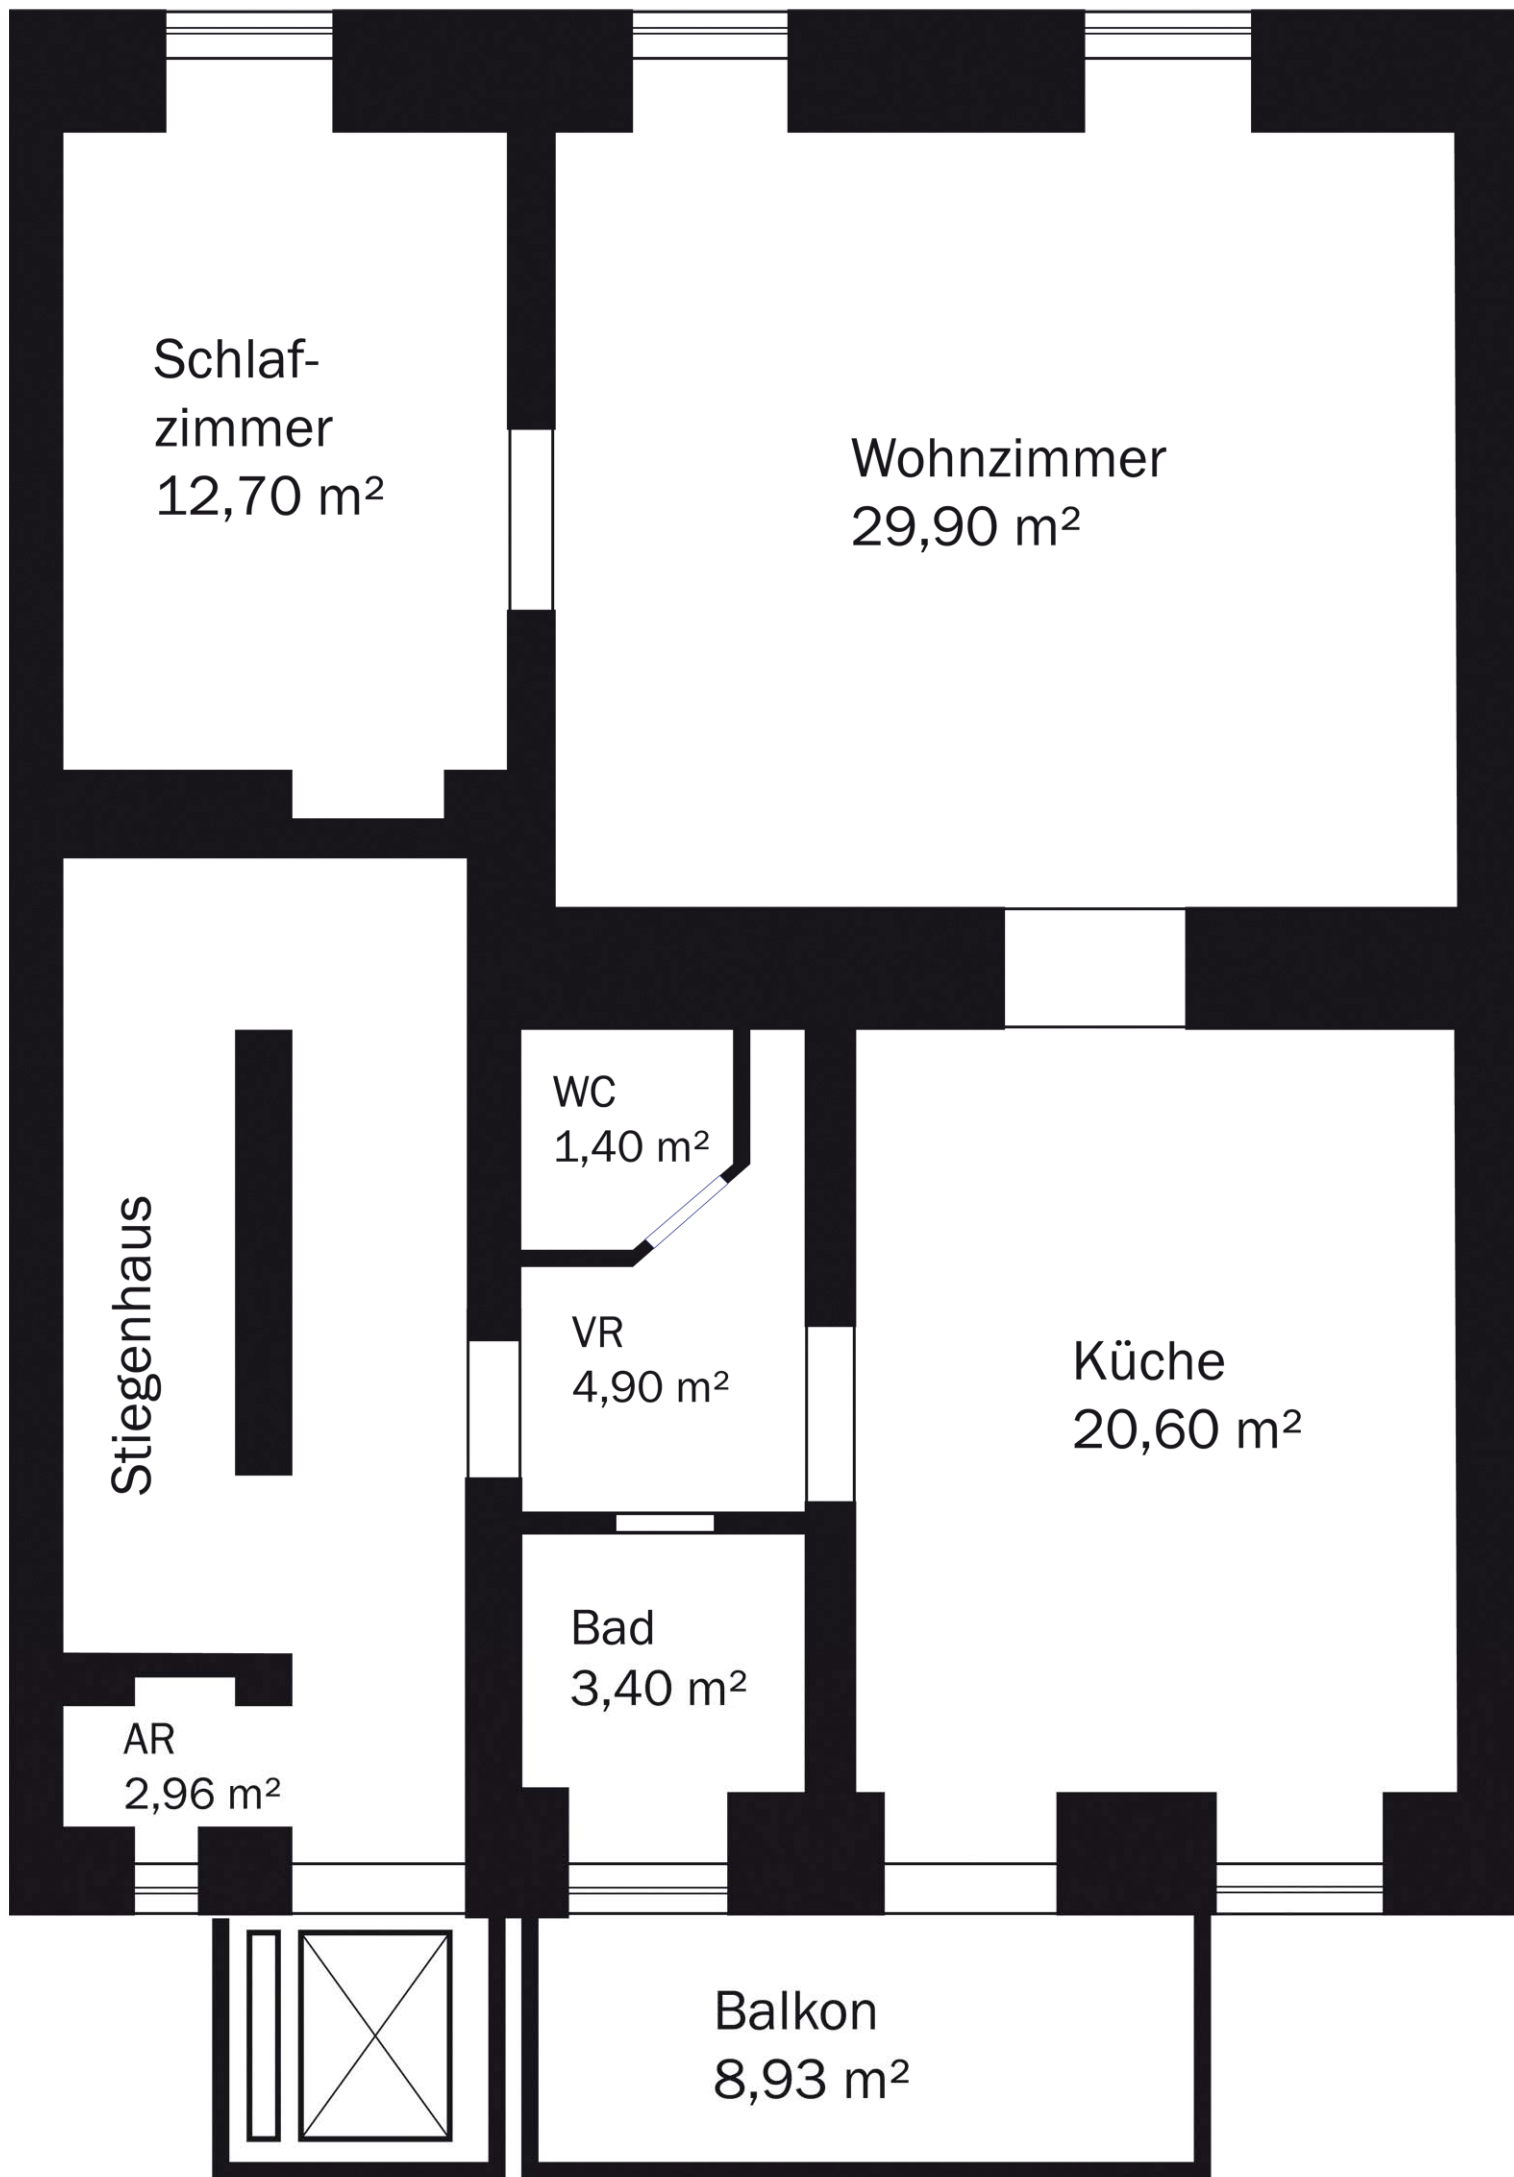 Schlaf-
zimmer
12,70 m²
Wohnzimmer
29,90 m²
WC
1,40 m²
Stiegenhaus
VR
4,90 m²
Küche
20,60 m²
Bad
3,40 m²
AR
2,96 m²
Balkon
8,93 m²